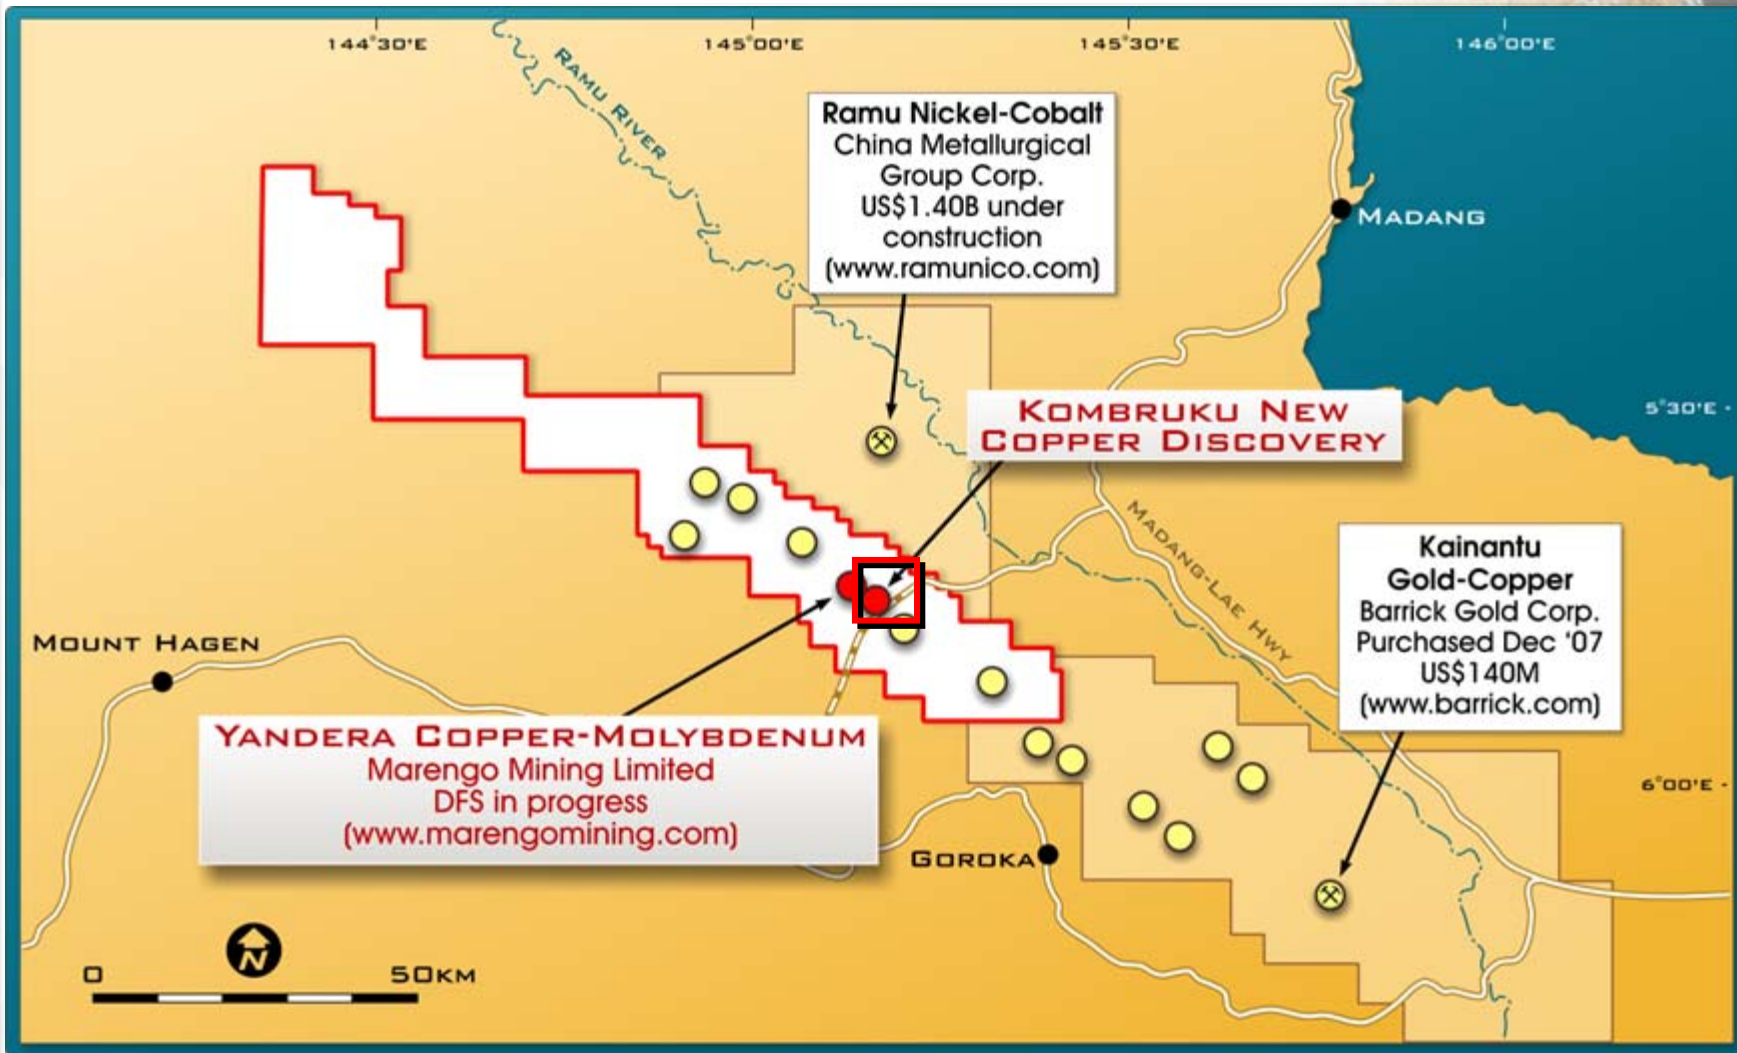 144°30'E
145°00'E
145°30'E
146°00'E
RAMU RIVER
Ramu Nickel-Cobalt
China Metallurgical
Group Corp.
US$1.40B under
construction
(www.ramunico.com)
MADANG
5°30'E
KOMBRUKU NEW
COPPER DISCOVERY
MADANG-LAE HWY
Kainantu
Gold-Copper
Barrick Gold Corp.
Purchased Dec '07
US$140M
(www.barrick.com)
MOUNT HAGEN
YANDERA COPPER-MOLYBDENUM
Marengo Mining Limited
DFS in progress
(www.marengomining.com)
6°00'E
GOROKA
N
0 50KM